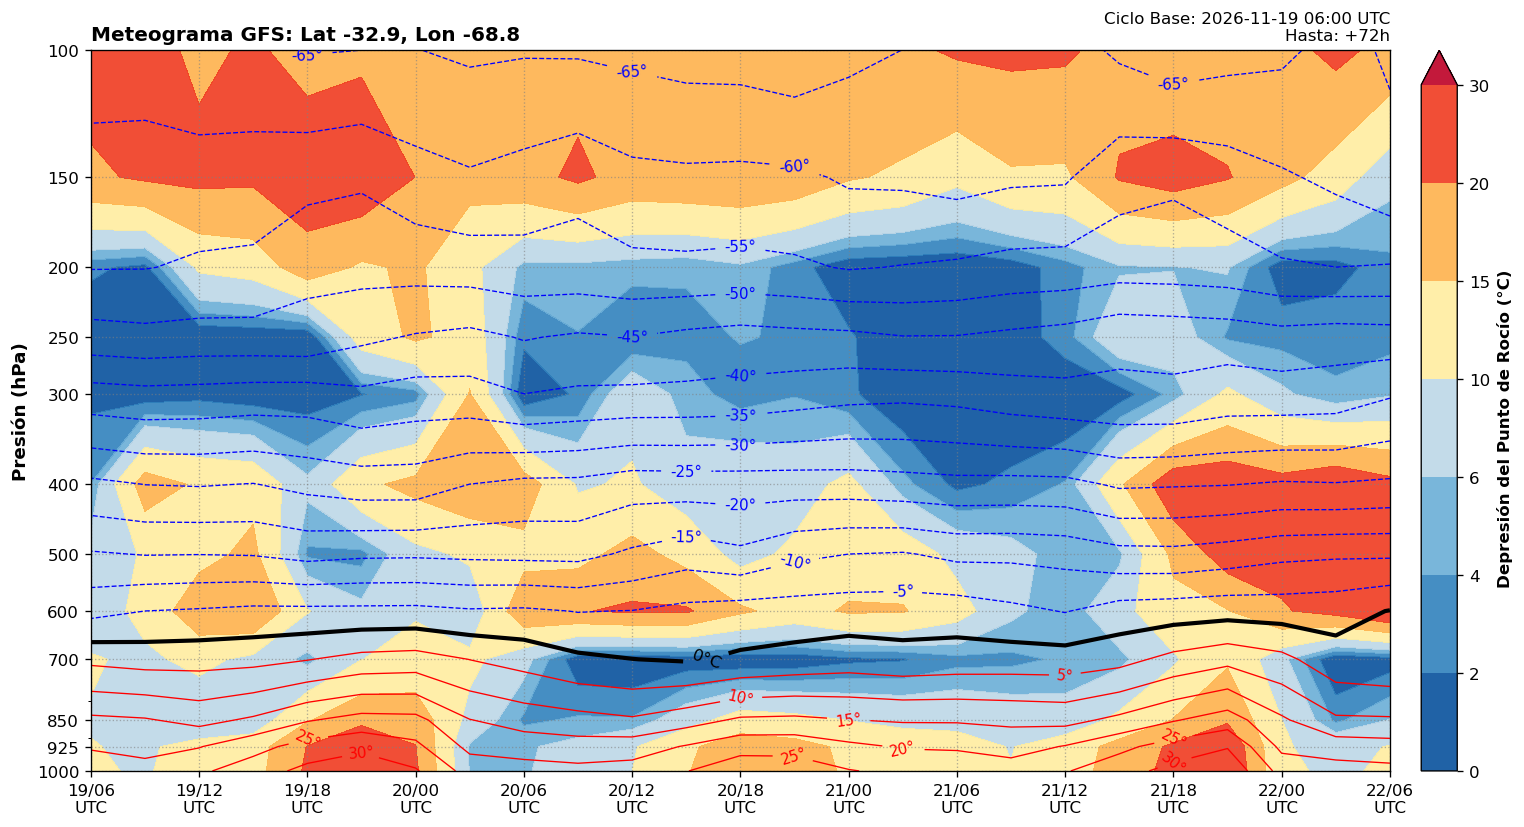 Ciclo Base: 2026-11-19 06:00 UTC
Meteograma GFS: Lat -32.9, Lon -68.8
Hasta: +72h
Presión (hPa)
100
150
200
250
300
400
500
600
700
850
925
1000
-65°
-65°
-65°
-60°
-55°
-50°
-45°
-40°
-35°
-30°
-25°
-20°
-15°
-10°
-5°
0°C
5°
10°
15°
20°
25°
30°
25°
25°
30°
19/06 UTC
19/12 UTC
19/18 UTC
20/00 UTC
20/06 UTC
20/12 UTC
20/18 UTC
21/00 UTC
21/06 UTC
21/12 UTC
21/18 UTC
22/00 UTC
22/06 UTC
30
20
15
10
6
4
2
0
Depresión del Punto de Rocío (°C)